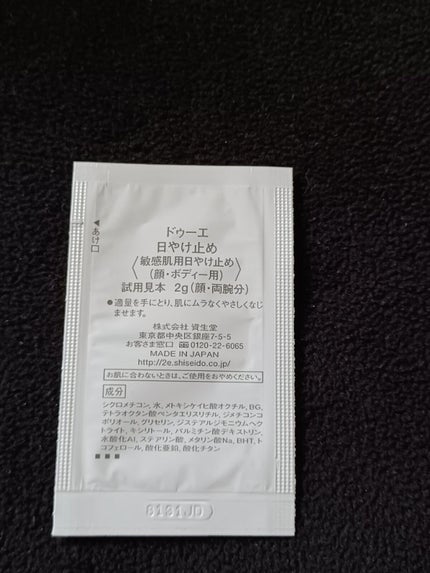 ◀あけ口
ドゥーエ
日やけ止め
〈敏感肌用日やけ止め〉
(顔・ボディー用)
試用見本 2g(顔・両腕分)
●適量を手にとり、肌にムラなくやさしくなじ
ませます。
株式会社 資生堂
東京都中央区銀座7-5-5
お客さま窓口 0120-22-6065
MADE IN JAPAN
http://2e.shiseido.co.jp/
お肌に合わないときは、ご使用をおやめください。
成分
シクロメチコン, 水, メトキシケイヒ酸オクチル, BG,
テトラオクタン酸ペンタエリスリチル, ジメチコンコ
ポリオール, グリセリン, ジステアルジモニウムヘクト
ライト, キシリトール, パルミチン酸デキストリン,
水酸化Al, ステアリン酸, メタリン酸Na, BHT, ト
コフェロール, 酸化亜鉛, 酸化チタン